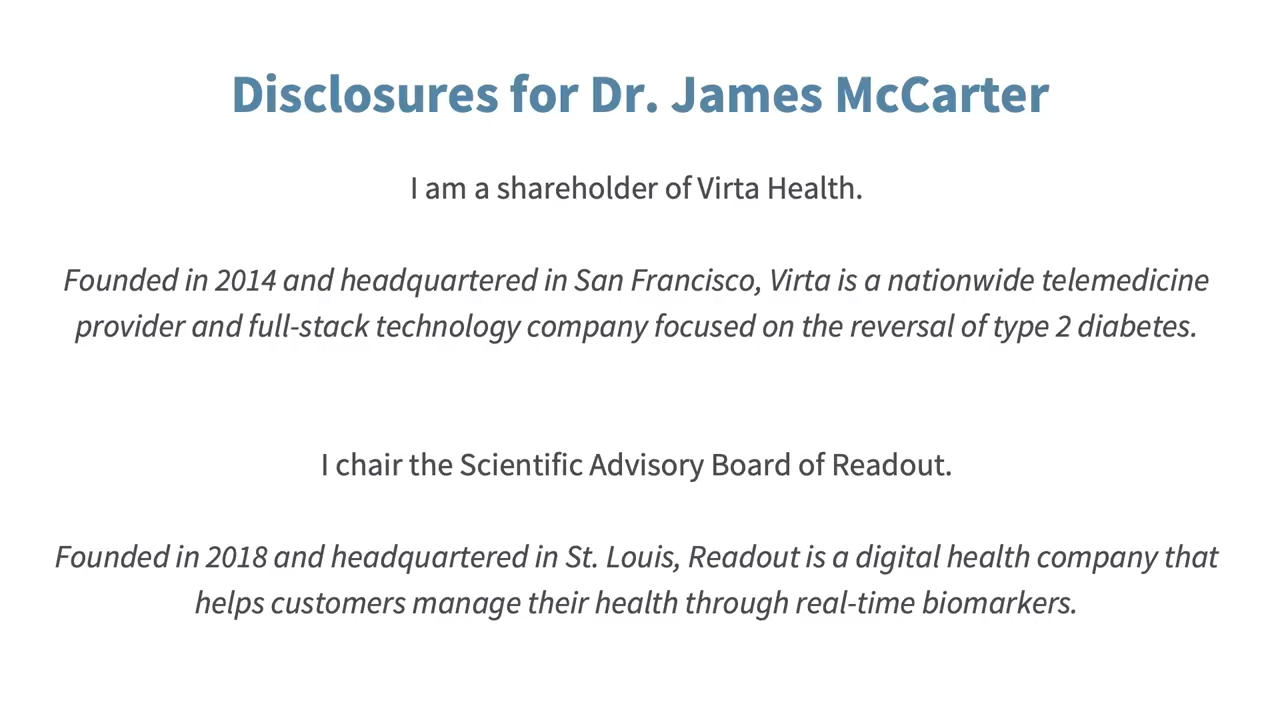 Disclosures for Dr. James McCarter
I am a shareholder of Virta Health.
Founded in 2014 and headquartered in San Francisco, Virta is a nationwide telemedicine
provider and full-stack technology company focused on the reversal of type 2 diabetes.
I chair the Scientific Advisory Board of Readout.
Founded in 2018 and headquartered in St. Louis, Readout is a digital health company that
helps customers manage their health through real-time biomarkers.